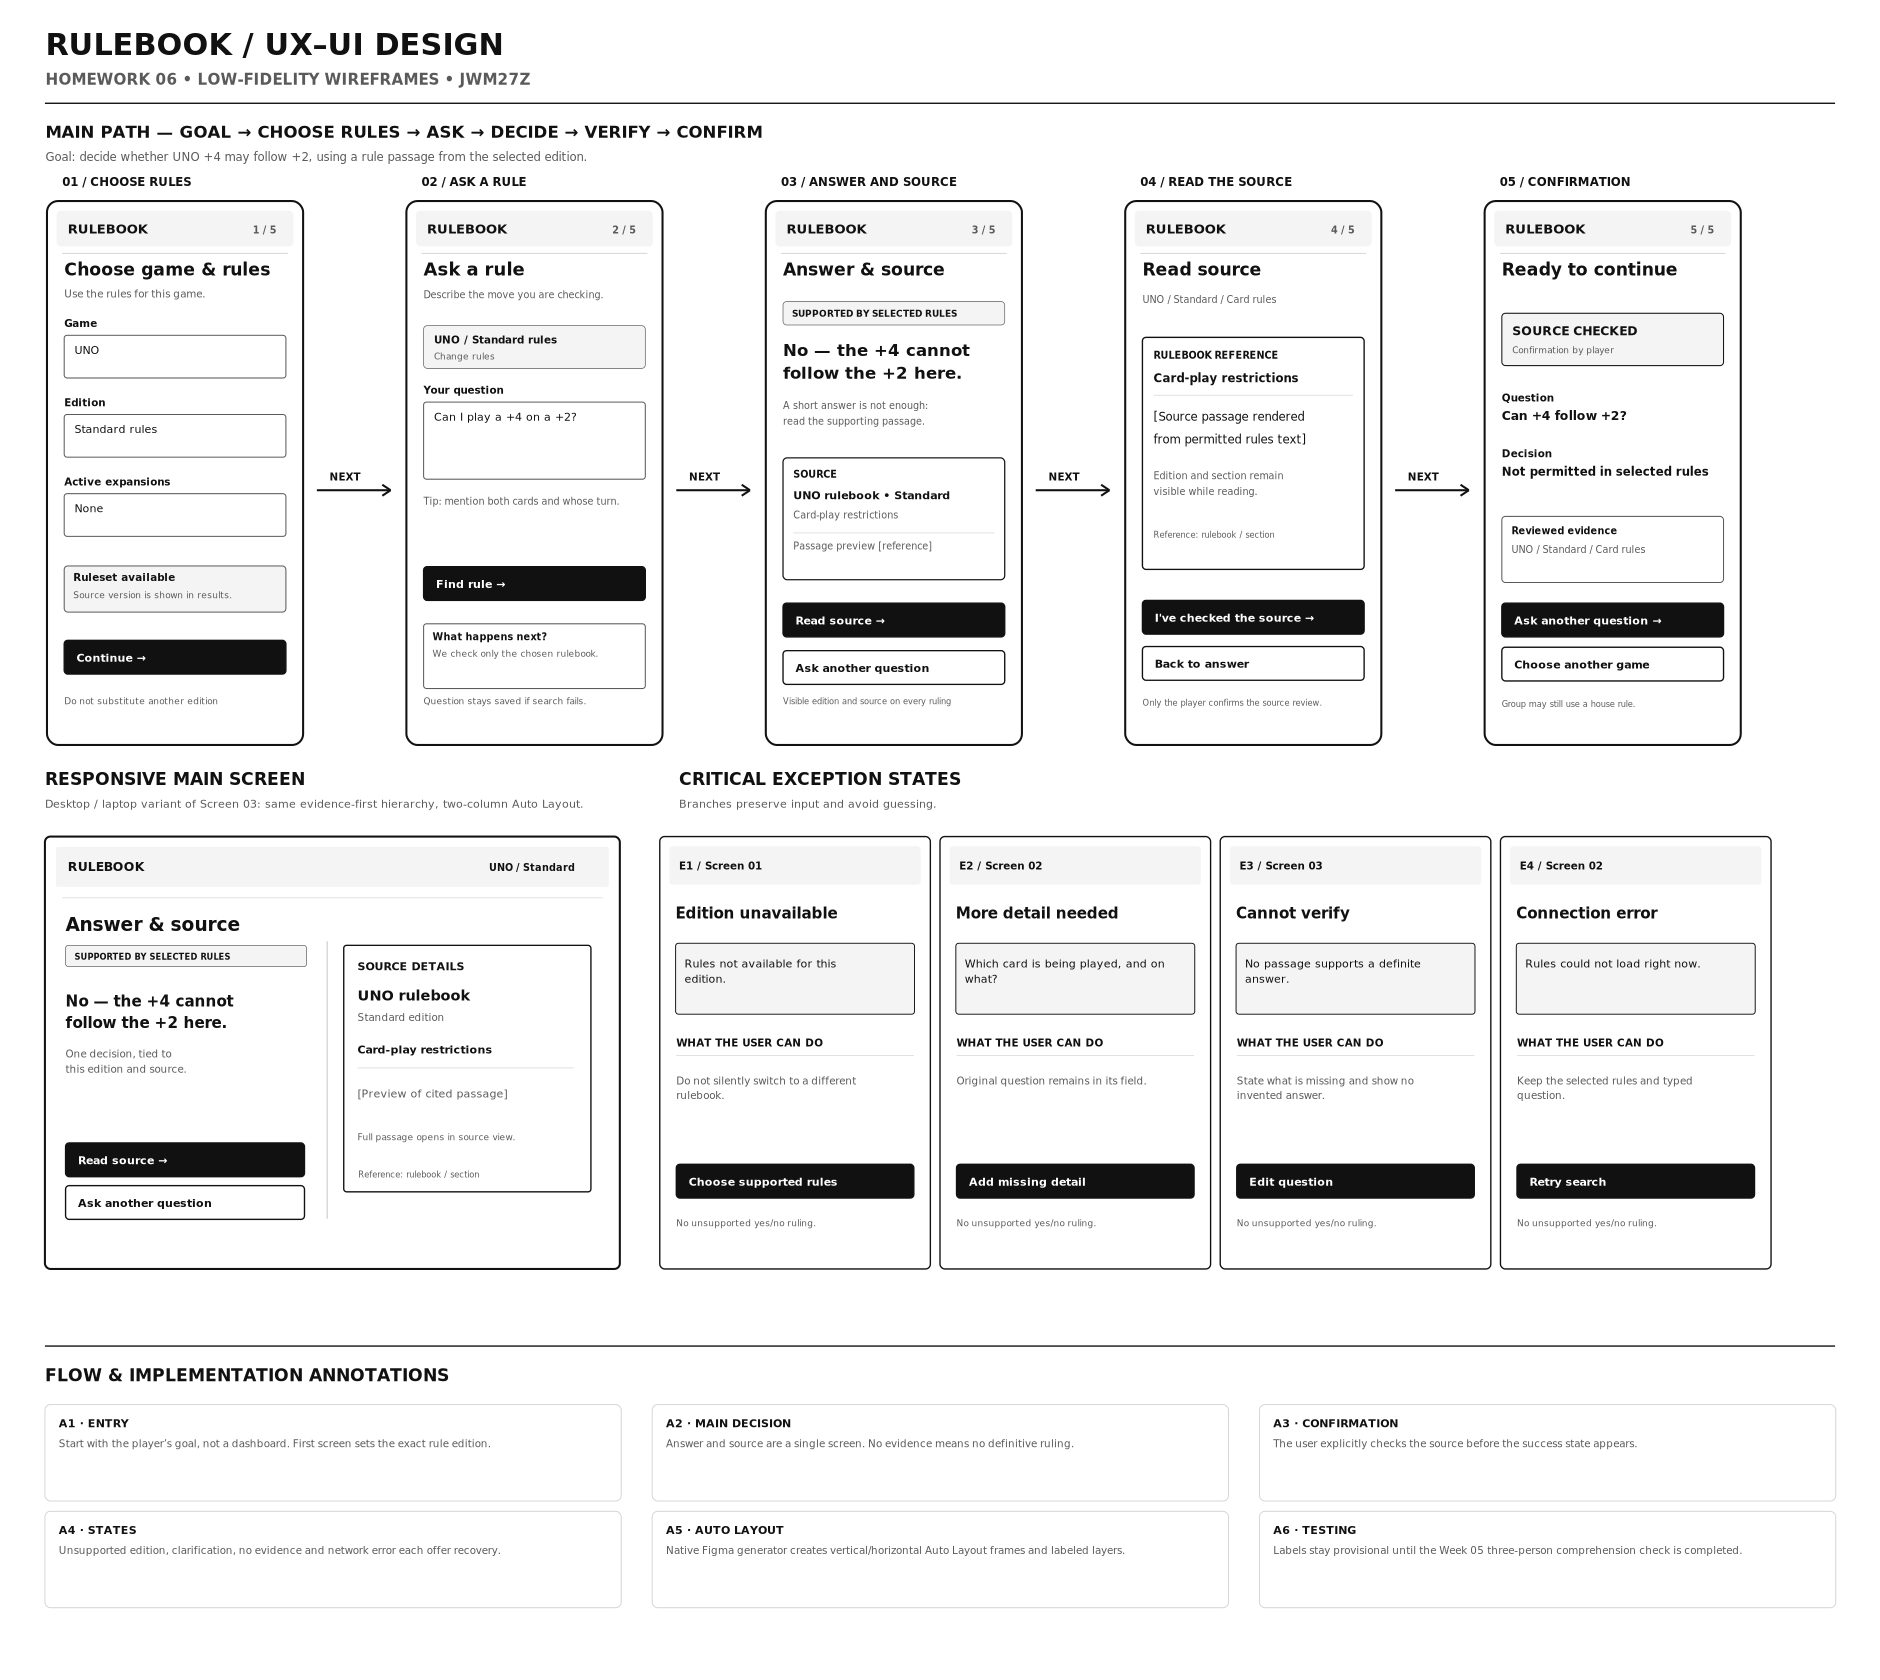 RULEBOOK / UX–UI DESIGN
HOMEWORK 06 • LOW-FIDELITY WIREFRAMES • JWM27Z
MAIN PATH — GOAL → CHOOSE RULES → ASK → DECIDE → VERIFY → CONFIRM
Goal: decide whether UNO +4 may follow +2, using a rule passage from the selected edition.
01 / CHOOSE RULES
RULEBOOK
1 / 5
Choose game & rules
Use the rules for this game.
Game
UNO
Edition
Standard rules
Active expansions
None
Ruleset available
Source version is shown in results.
Continue →
Do not substitute another edition
NEXT
02 / ASK A RULE
RULEBOOK
2 / 5
Ask a rule
Describe the move you are checking.
UNO / Standard rules
Change rules
Your question
Can I play a +4 on a +2?
Tip: mention both cards and whose turn.
Find rule →
What happens next?
We check only the chosen rulebook.
Question stays saved if search fails.
NEXT
03 / ANSWER AND SOURCE
RULEBOOK
3 / 5
Answer & source
SUPPORTED BY SELECTED RULES
No — the +4 cannot
follow the +2 here.
A short answer is not enough:
read the supporting passage.
SOURCE
UNO rulebook • Standard
Card-play restrictions
Passage preview [reference]
Read source →
Ask another question
Visible edition and source on every ruling
NEXT
04 / READ THE SOURCE
RULEBOOK
4 / 5
Read source
UNO / Standard / Card rules
RULEBOOK REFERENCE
Card-play restrictions
[Source passage rendered
from permitted rules text]
Edition and section remain
visible while reading.
Reference: rulebook / section
I've checked the source →
Back to answer
Only the player confirms the source review.
NEXT
05 / CONFIRMATION
RULEBOOK
5 / 5
Ready to continue
SOURCE CHECKED
Confirmation by player
Question
Can +4 follow +2?
Decision
Not permitted in selected rules
Reviewed evidence
UNO / Standard / Card rules
Ask another question →
Choose another game
Group may still use a house rule.
RESPONSIVE MAIN SCREEN
Desktop / laptop variant of Screen 03: same evidence-first hierarchy, two-column Auto Layout.
RULEBOOK
UNO / Standard
Answer & source
SUPPORTED BY SELECTED RULES
No — the +4 cannot
follow the +2 here.
One decision, tied to
this edition and source.
Read source →
Ask another question
SOURCE DETAILS
UNO rulebook
Standard edition
Card-play restrictions
[Preview of cited passage]
Full passage opens in source view.
Reference: rulebook / section
CRITICAL EXCEPTION STATES
Branches preserve input and avoid guessing.
E1 / Screen 01
Edition unavailable
Rules not available for this
edition.
WHAT THE USER CAN DO
Do not silently switch to a different
rulebook.
Choose supported rules
No unsupported yes/no ruling.
E2 / Screen 02
More detail needed
Which card is being played, and on
what?
WHAT THE USER CAN DO
Original question remains in its field.
Add missing detail
No unsupported yes/no ruling.
E3 / Screen 03
Cannot verify
No passage supports a definite
answer.
WHAT THE USER CAN DO
State what is missing and show no
invented answer.
Edit question
No unsupported yes/no ruling.
E4 / Screen 02
Connection error
Rules could not load right now.
WHAT THE USER CAN DO
Keep the selected rules and typed
question.
Retry search
No unsupported yes/no ruling.
FLOW & IMPLEMENTATION ANNOTATIONS
A1 · ENTRY
Start with the player's goal, not a dashboard. First screen sets the exact rule edition.
A2 · MAIN DECISION
Answer and source are a single screen. No evidence means no definitive ruling.
A3 · CONFIRMATION
The user explicitly checks the source before the success state appears.
A4 · STATES
Unsupported edition, clarification, no evidence and network error each offer recovery.
A5 · AUTO LAYOUT
Native Figma generator creates vertical/horizontal Auto Layout frames and labeled layers.
A6 · TESTING
Labels stay provisional until the Week 05 three-person comprehension check is completed.